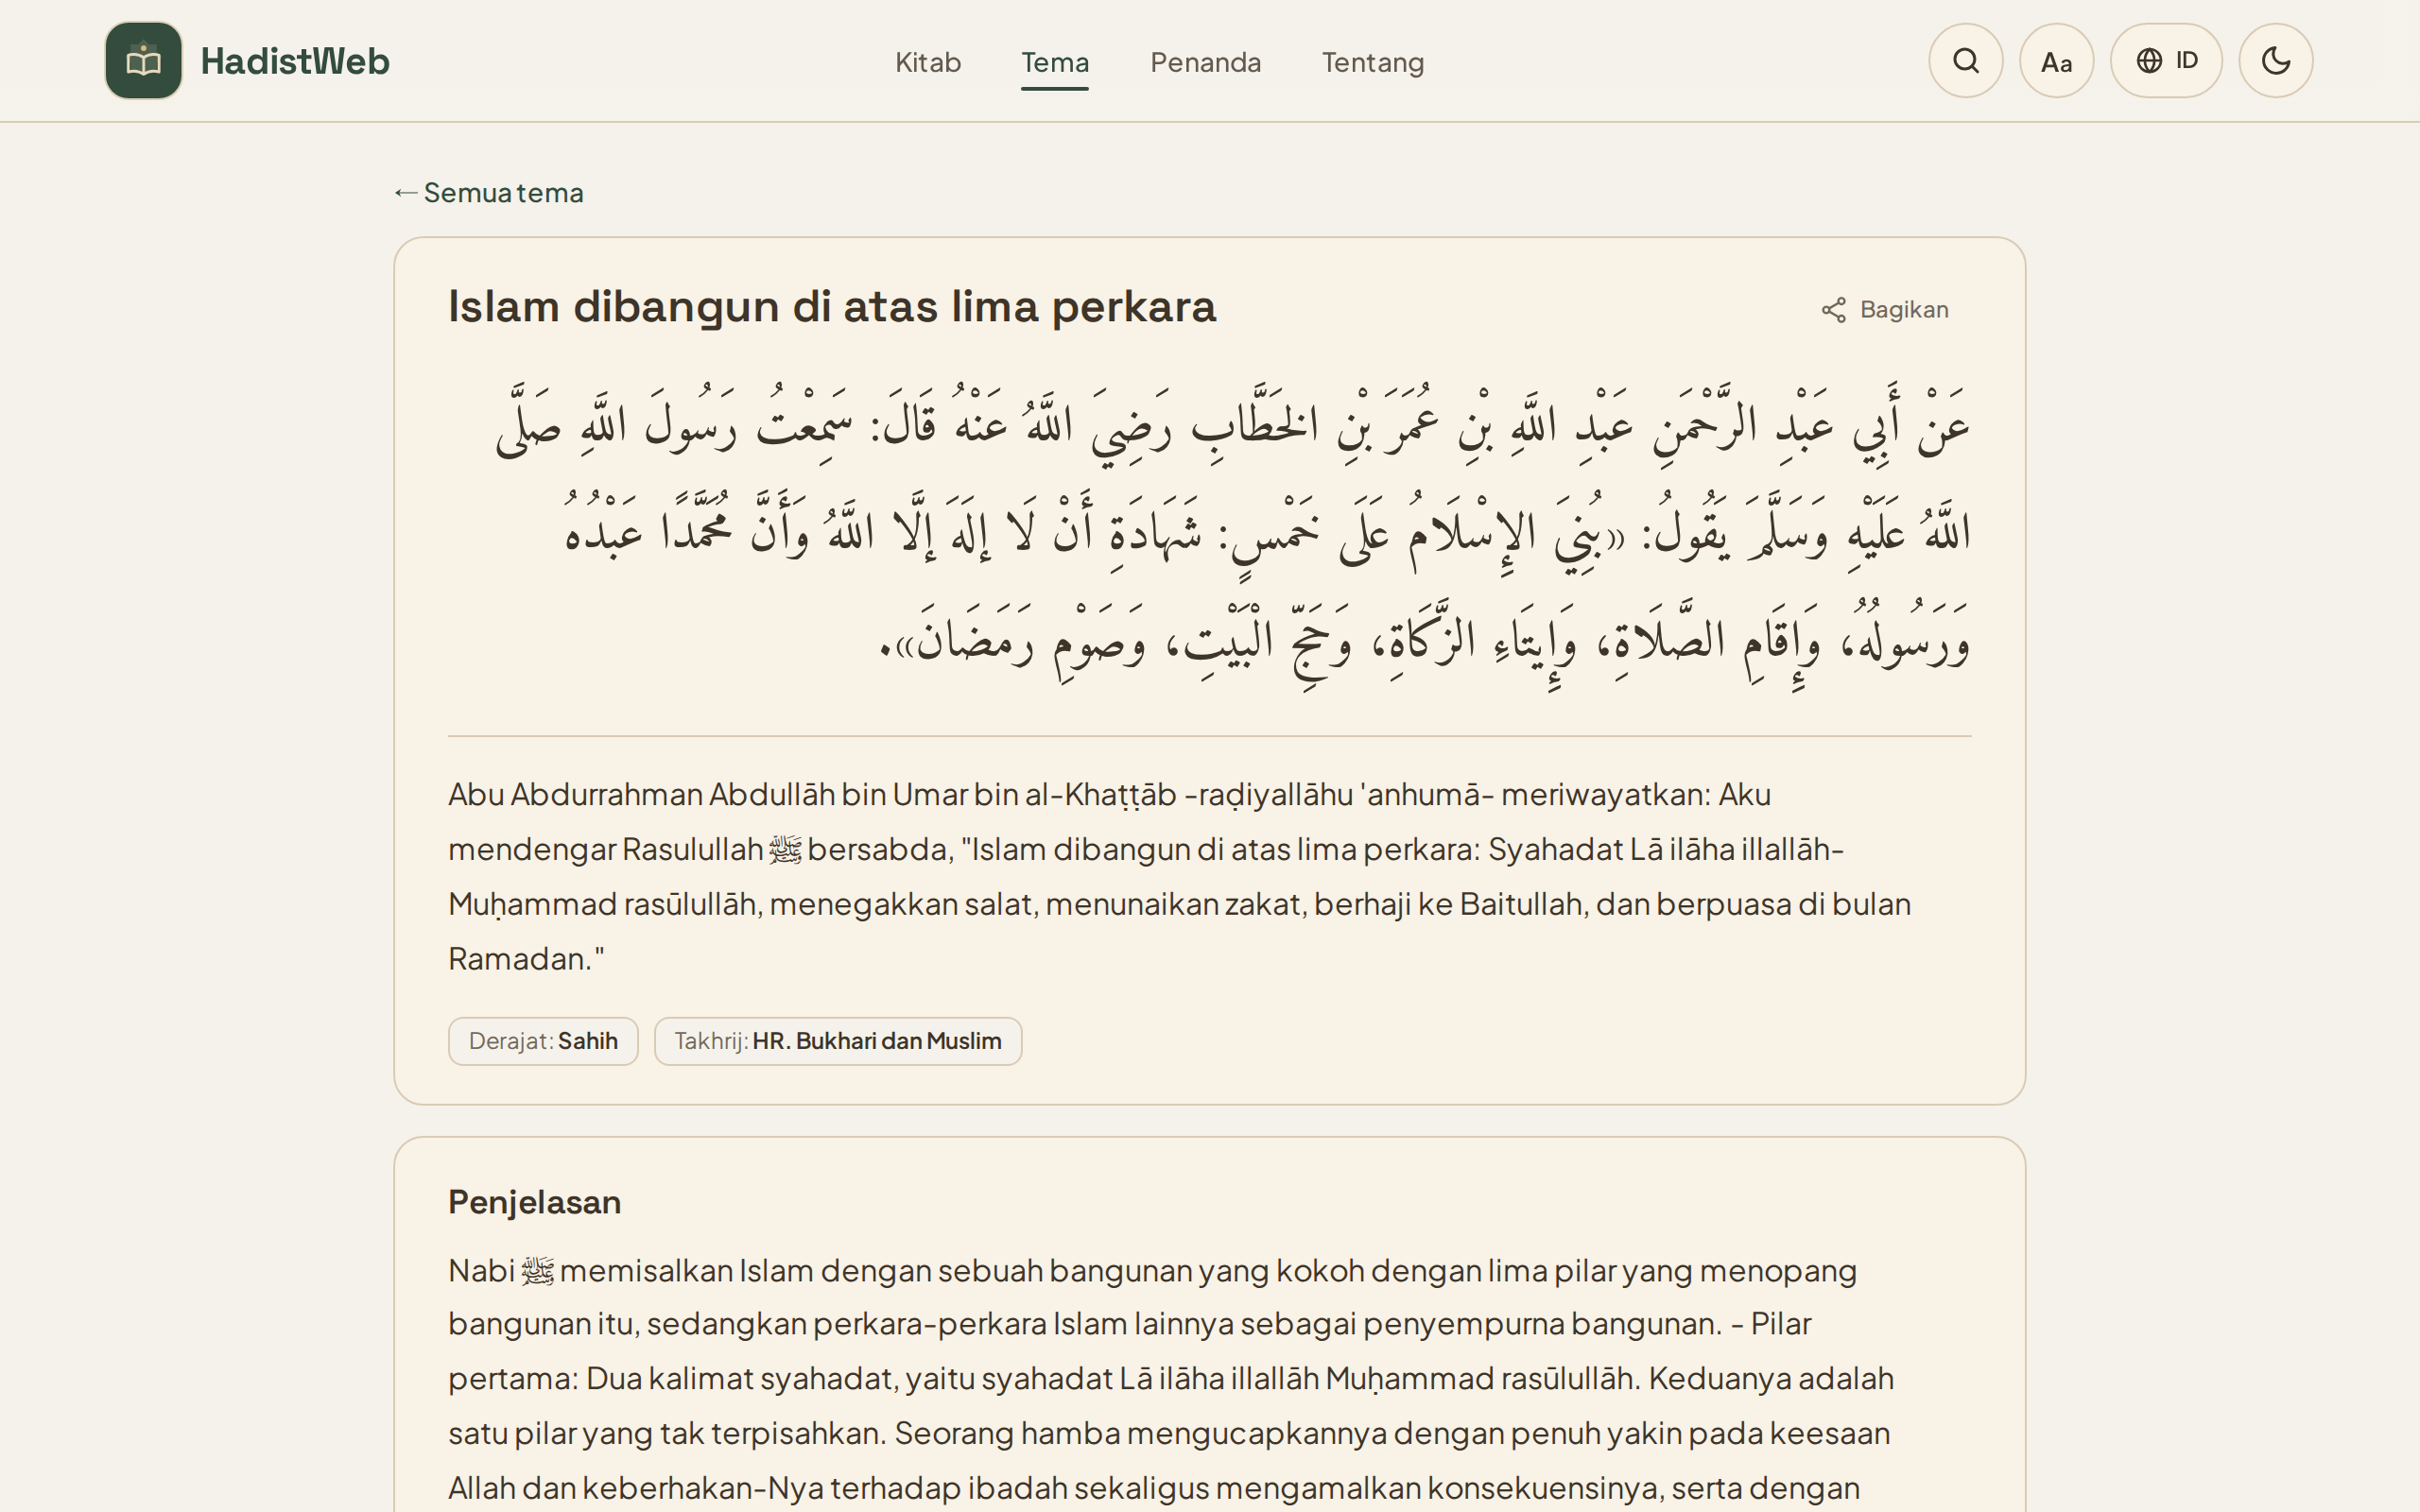 HadistWeb
Kitab
Tema
Penanda
Tentang
Aa
ID
← Semua tema
Islam dibangun di atas lima perkara
Bagikan
عَنْ أَبِي عَبْدِ الرَّحْمَنِ عَبْدِ اللَّهِ بْنِ عُمَرَ بْنِ الخَطَّابِ رَضِيَ اللَّهُ عَنْهُ قَالَ: سَمِعْتُ رَسُولَ اللَّهِ صَلَّى
اللَّهُ عَلَيْهِ وَسَلَّمَ يَقُولُ: «بُنِيَ الإِسْلَامُ عَلَى خَمْسٍ: شَهَادَةِ أَنْ لَا إلَهَ إلَّا اللَّهُ وَأَنَّ مُحَمَّدًا عَبْدُهُ
وَرَسُولُهُ، وَإِقَامِ الصَّلَاةِ، وَإِيتَاءِ الزَّكَاةِ، وَحَجِّ الْبَيْتِ، وَصَوْمِ رَمَضَانَ».
Abu Abdurrahman Abdullāh bin Umar bin al-Khaṭṭāb -raḍiyallāhu 'anhumā- meriwayatkan: Aku
mendengar Rasulullah ﷺ bersabda, "Islam dibangun di atas lima perkara: Syahadat Lā ilāha illallāh-
Muḥammad rasūlullāh, menegakkan salat, menunaikan zakat, berhaji ke Baitullah, dan berpuasa di bulan
Ramadan."
Derajat: Sahih
Takhrij: HR. Bukhari dan Muslim
Penjelasan
Nabi ﷺ memisalkan Islam dengan sebuah bangunan yang kokoh dengan lima pilar yang menopang
bangunan itu, sedangkan perkara-perkara Islam lainnya sebagai penyempurna bangunan. - Pilar
pertama: Dua kalimat syahadat, yaitu syahadat Lā ilāha illallāh Muḥammad rasūlullāh. Keduanya adalah
satu pilar yang tak terpisahkan. Seorang hamba mengucapkannya dengan penuh yakin pada keesaan
Allah dan keberhakan-Nya terhadap ibadah sekaligus mengamalkan konsekuensinya, serta dengan